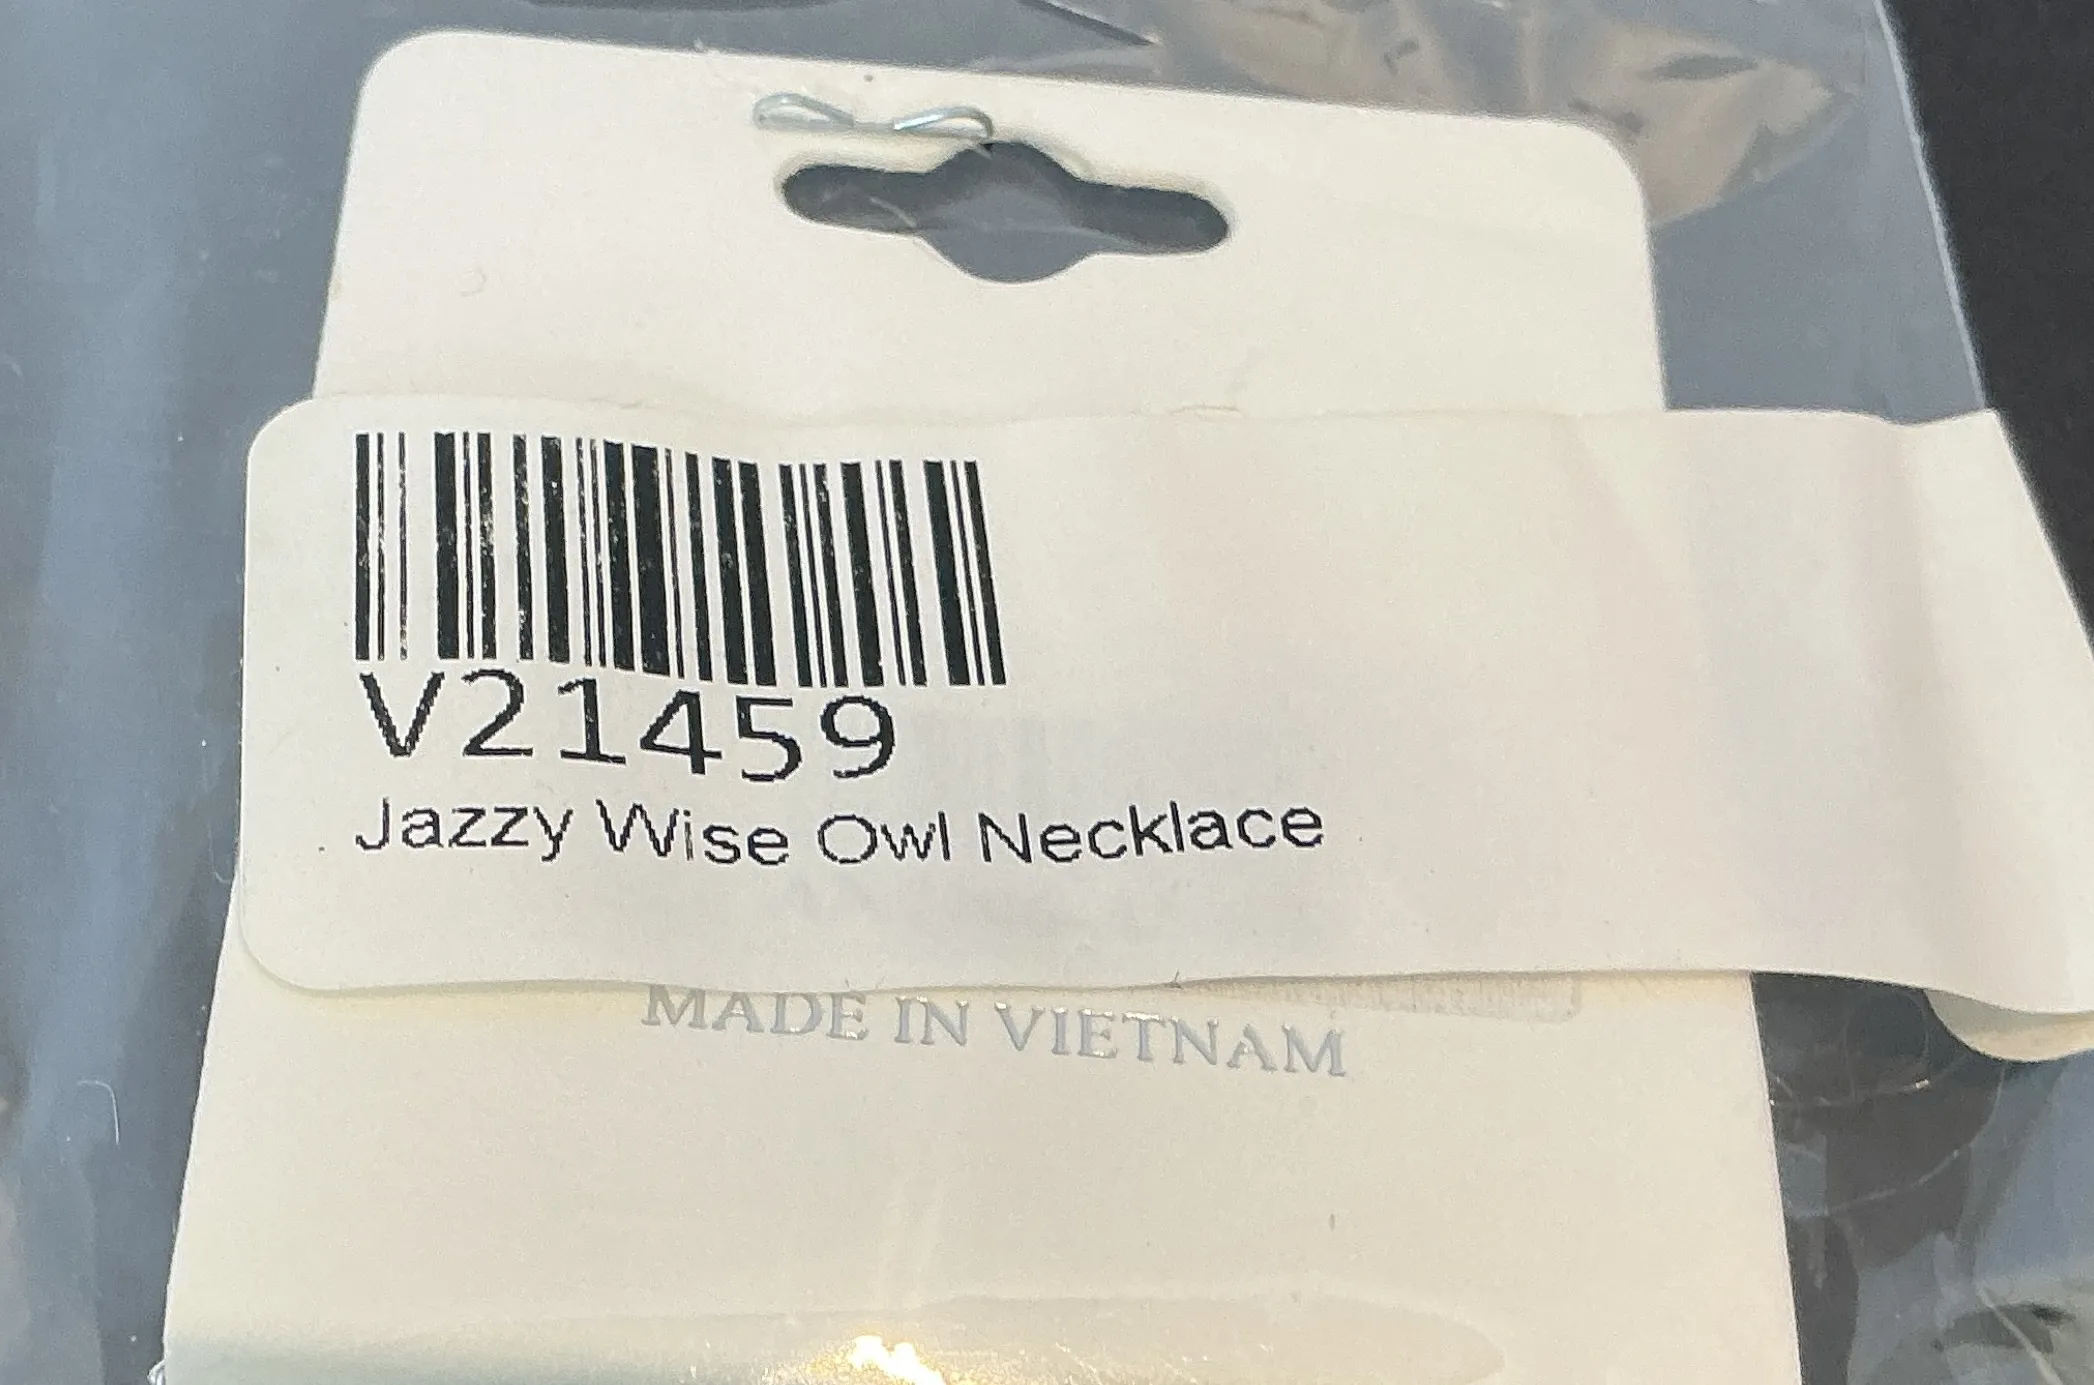 V21459
Jazzy Wise Owl Necklace
MADE IN VIETNAM